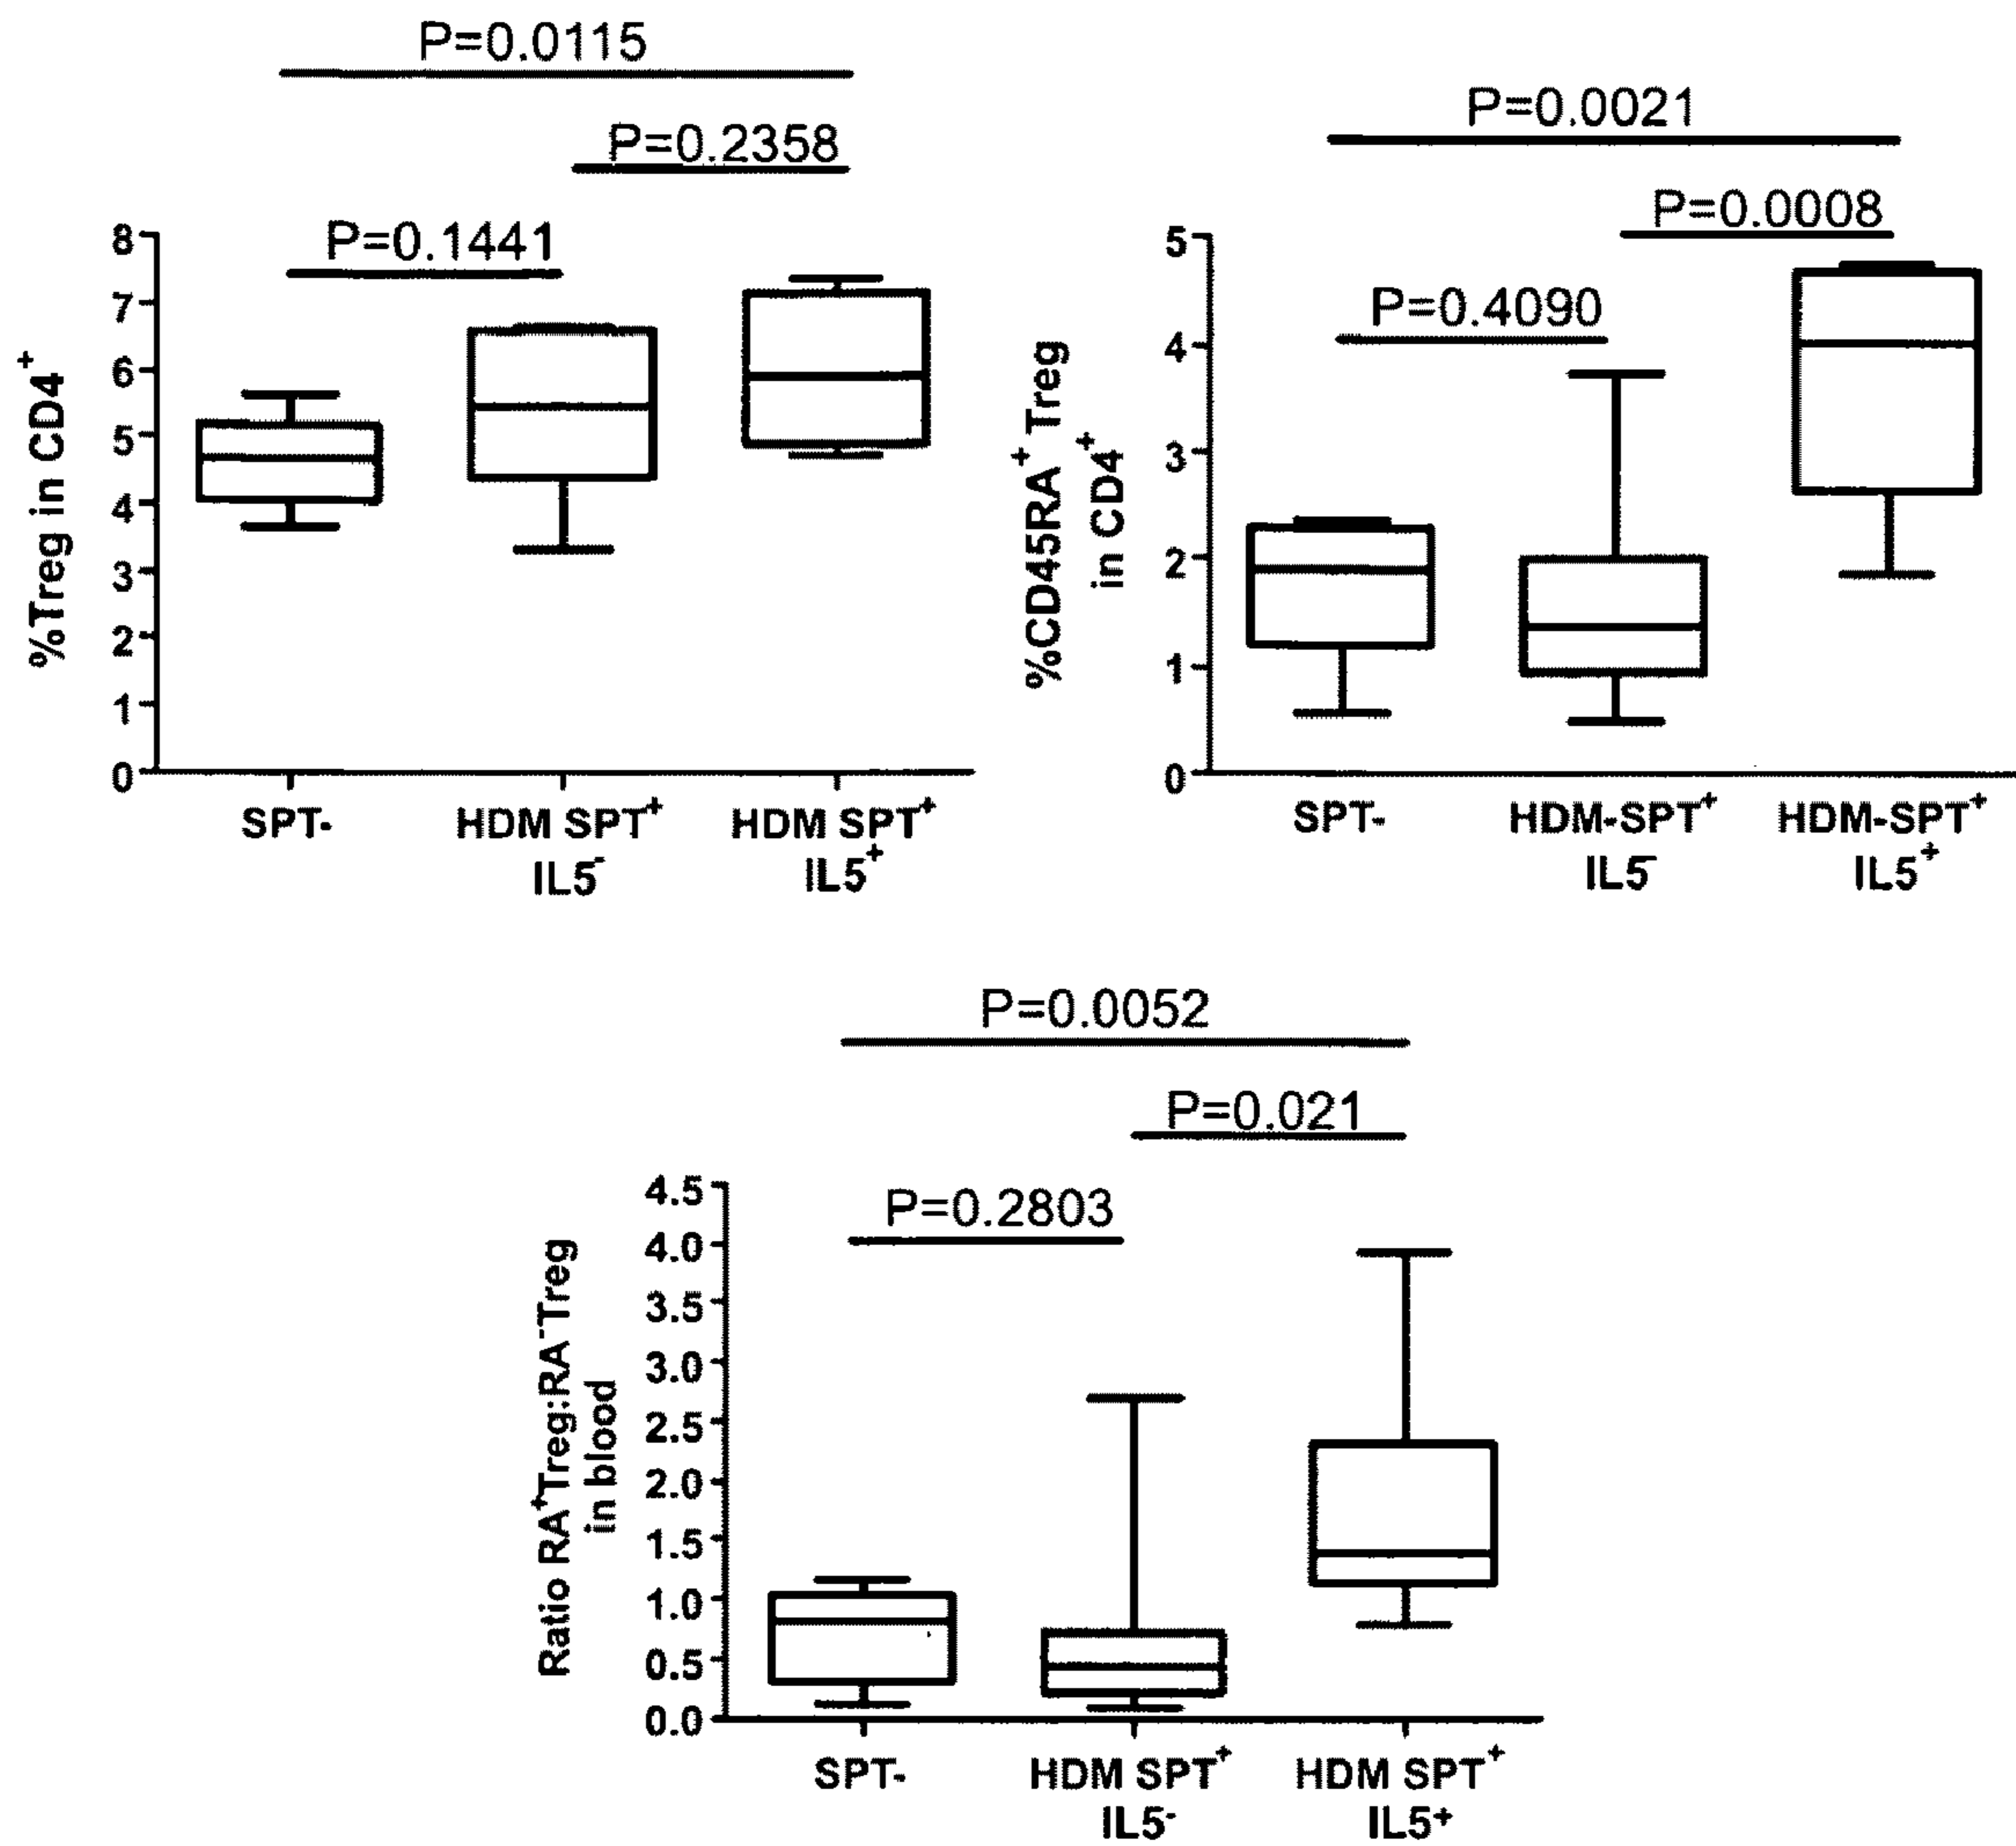 P=0.0115
P=0.2358
P=0.1441
8
7
6
5
4
3
2
1
0
%Treg in CD4⁺
SPT-
HDM SPT⁺
IL5⁻
HDM SPT⁺
IL5⁺
P=0.0021
P=0.0008
P=0.4090
5
4
3
2
1
0
%CD45RA⁺Treg
in CD4⁺
SPT-
HDM-SPT⁺
IL5⁻
HDM-SPT⁺
IL5⁺
P=0.0052
P=0.021
P=0.2803
4.5
4.0
3.5
3.0
2.5
2.0
1.5
1.0
0.5
0.0
Ratio RA⁺Treg:RA⁻Treg
in blood
SPT-
HDM SPT⁺
IL5⁻
HDM SPT⁺
IL5⁺